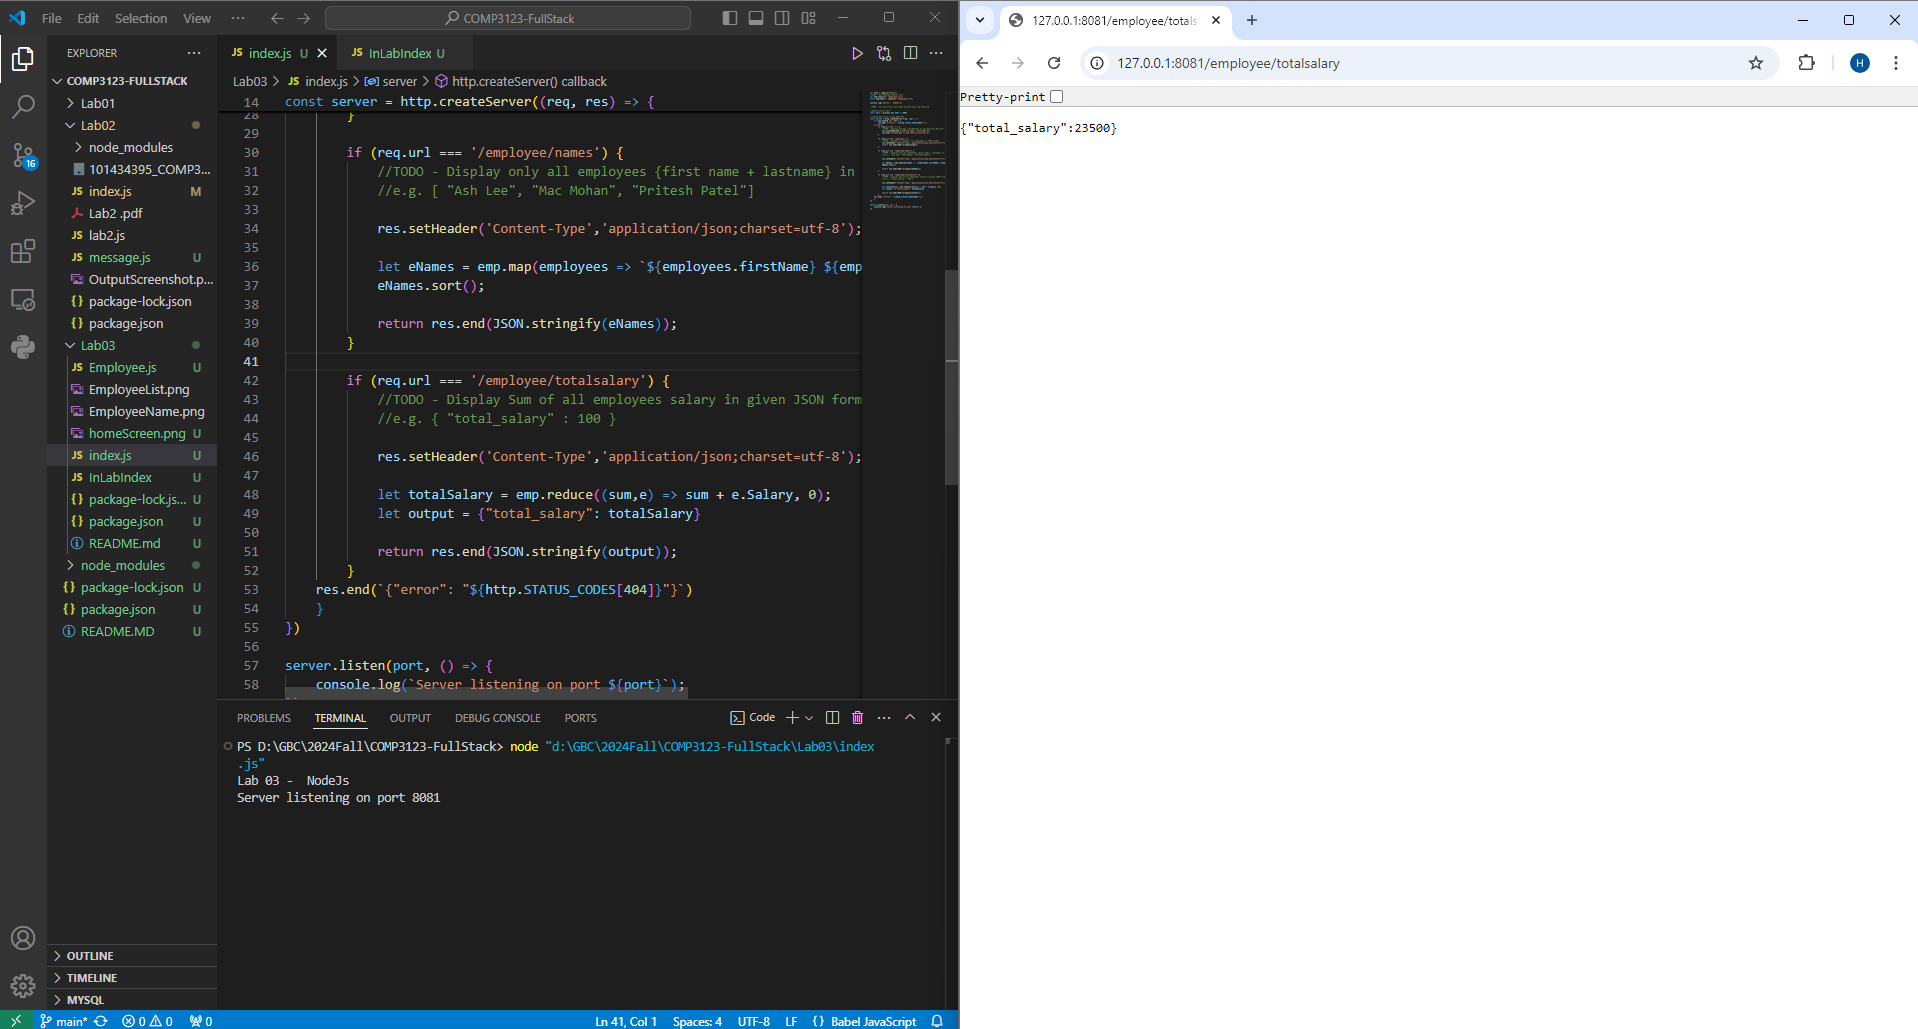 File Edit Selection View ··· COMP3123-FullStack
EXPLORER ···
COMP3123-FULLSTACK
Lab01
Lab02
node_modules
101434395_COMP3...
JS index.js M
Lab2 .pdf
JS lab2.js
JS message.js U
OutputScreenshot.p...
{} package-lock.json
{} package.json
Lab03
JS Employee.js U
EmployeeList.png
EmployeeName.png
homeScreen.png U
JS index.js U
JS InLabIndex U
{} package-lock.js... U
{} package.json U
README.md U
node_modules
{} package-lock.json U
{} package.json U
README.MD U
OUTLINE
TIMELINE
MYSQL
16
JS index.js U JS InLabIndex U
Lab03 > JS index.js > server > http.createServer() callback
14 const server = http.createServer((req, res) => {
28 }
29
30 if (req.url === '/employee/names') {
31 //TODO - Display only all employees {first name + lastname} in
32 //e.g. [ "Ash Lee", "Mac Mohan", "Pritesh Patel"]
33
34 res.setHeader('Content-Type','application/json;charset=utf-8');
35
36 let eNames = emp.map(employees => `${employees.firstName} ${emp
37 eNames.sort();
38
39 return res.end(JSON.stringify(eNames));
40 }
41
42 if (req.url === '/employee/totalsalary') {
43 //TODO - Display Sum of all employees salary in given JSON form
44 //e.g. { "total_salary" : 100 }
45
46 res.setHeader('Content-Type','application/json;charset=utf-8');
47
48 let totalSalary = emp.reduce((sum,e) => sum + e.Salary, 0);
49 let output = {"total_salary": totalSalary}
50
51 return res.end(JSON.stringify(output));
52 }
53 res.end(`{"error": "${http.STATUS_CODES[404]}"}`)
54 }
55 })
56
57 server.listen(port, () => {
58 console.log(`Server listening on port ${port}`);
PROBLEMS TERMINAL OUTPUT DEBUG CONSOLE PORTS Code
PS D:\GBC\2024Fall\COMP3123-FullStack> node "d:\GBC\2024Fall\COMP3123-FullStack\Lab03\index
.js"
Lab 03 -  NodeJs
Server listening on port 8081
main* 0 0 0 Ln 41, Col 1 Spaces: 4 UTF-8 LF {} Babel JavaScript
127.0.0.1:8081/employee/totals
127.0.0.1:8081/employee/totalsalary H
Pretty-print
{"total_salary":23500}